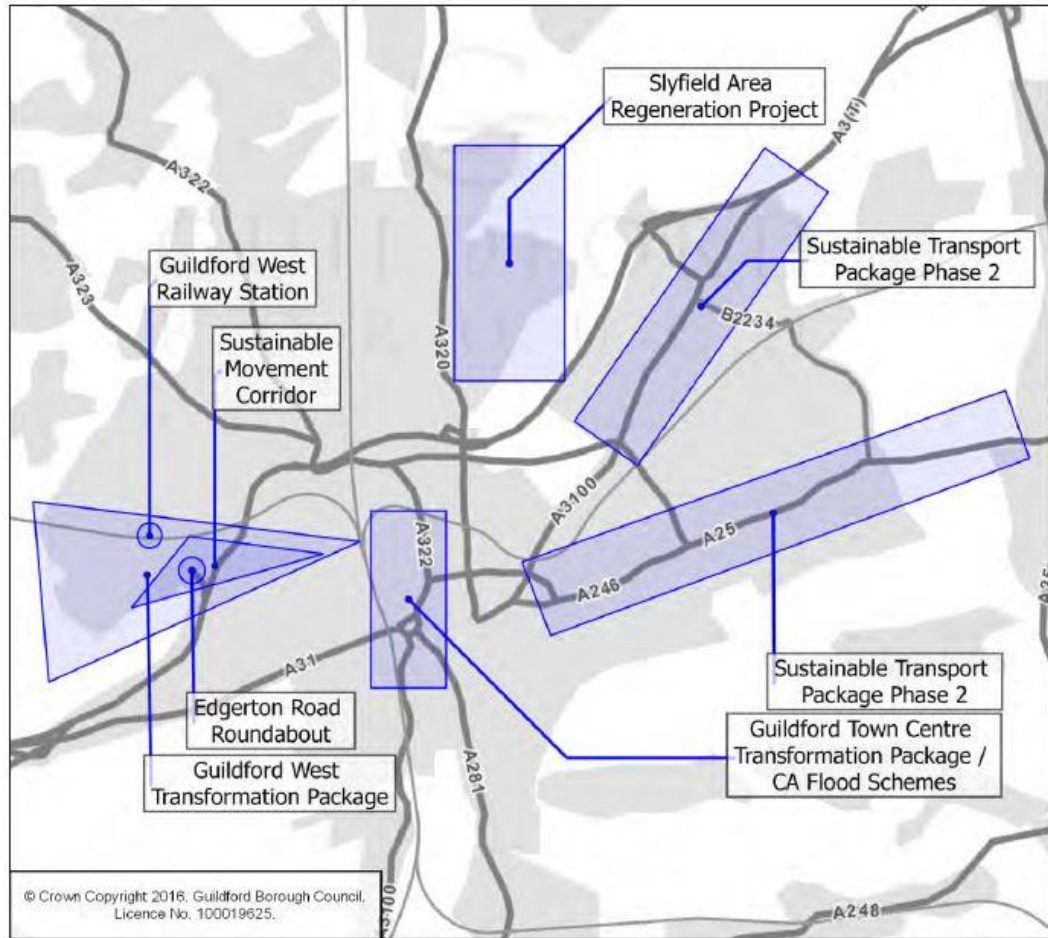 Slyfield Area
Regeneration Project
A3(T)
A322
Guildford West
Railway Station
Sustainable Transport
Package Phase 2
A323
B2234
Sustainable
Movement
Corridor
A320
A3100
A322
A25
A246
A31
Edgerton Road
Roundabout
Sustainable Transport
Package Phase 2
Guildford West
Transformation Package
Guildford Town Centre
Transformation Package /
CA Flood Schemes
A281
© Crown Copyright 2016. Guildford Borough Council.
Licence No. 100019625.
A248